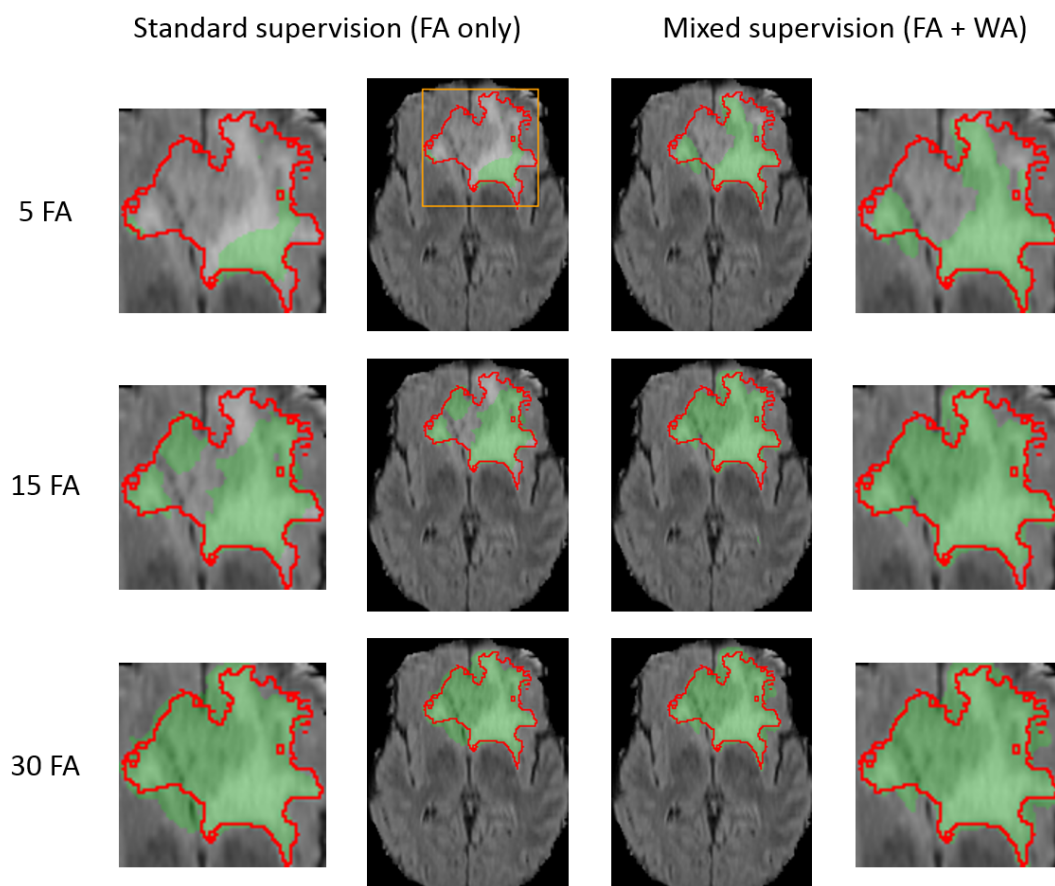 Standard supervision (FA only)
Mixed supervision (FA + WA)
5 FA
15 FA
30 FA